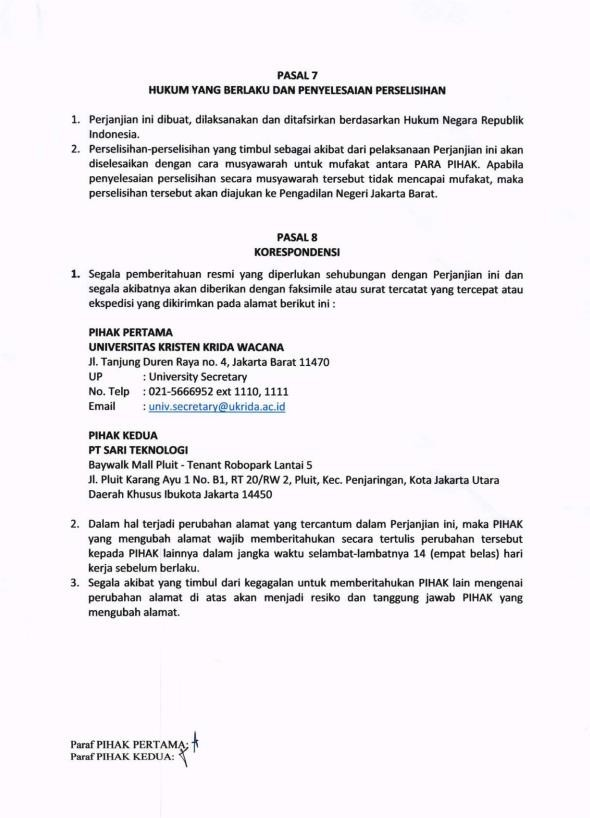 PASAL 7
HUKUM YANG BERLAKU DAN PENYELESAIAN PERSELISIHAN
1. Perjanjian ini dibuat, dilaksanakan dan ditafsirkan berdasarkan Hukum Negara Republik
Indonesia.
2. Perselisihan-perselisihan yang timbul sebagai akibat dari pelaksanaan Perjanjian ini akan
diselesaikan dengan cara musyawarah untuk mufakat antara PARA PIHAK. Apabila
penyelesaian perselisihan secara musyawarah tersebut tidak mencapai mufakat, maka
perselisihan tersebut akan diajukan ke Pengadilan Negeri Jakarta Barat.
PASAL 8
KORESPONDENSI
1. Segala pemberitahuan resmi yang diperlukan sehubungan dengan Perjanjian ini dan
segala akibatnya akan diberikan dengan faksimile atau surat tercatat yang tercepat atau
ekspedisi yang dikirimkan pada alamat berikut ini :
PIHAK PERTAMA
UNIVERSITAS KRISTEN KRIDA WACANA
Jl. Tanjung Duren Raya no. 4, Jakarta Barat 11470
UP : University Secretary
No. Telp : 021-5666952 ext 1110, 1111
Email : univ.secretary@ukrida.ac.id
PIHAK KEDUA
PT SARI TEKNOLOGI
Baywalk Mall Pluit - Tenant Robopark Lantai 5
Jl. Pluit Karang Ayu 1 No. B1, RT 20/RW 2, Pluit, Kec. Penjaringan, Kota Jakarta Utara
Daerah Khusus Ibukota Jakarta 14450
2. Dalam hal terjadi perubahan alamat yang tercantum dalam Perjanjian ini, maka PIHAK
yang mengubah alamat wajib memberitahukan secara tertulis perubahan tersebut
kepada PIHAK lainnya dalam jangka waktu selambat-lambatnya 14 (empat belas) hari
kerja sebelum berlaku.
3. Segala akibat yang timbul dari kegagalan untuk memberitahukan PIHAK lain mengenai
perubahan alamat di atas akan menjadi resiko dan tanggung jawab PIHAK yang
mengubah alamat.
Paraf PIHAK PERTAMA:
Paraf PIHAK KEDUA: